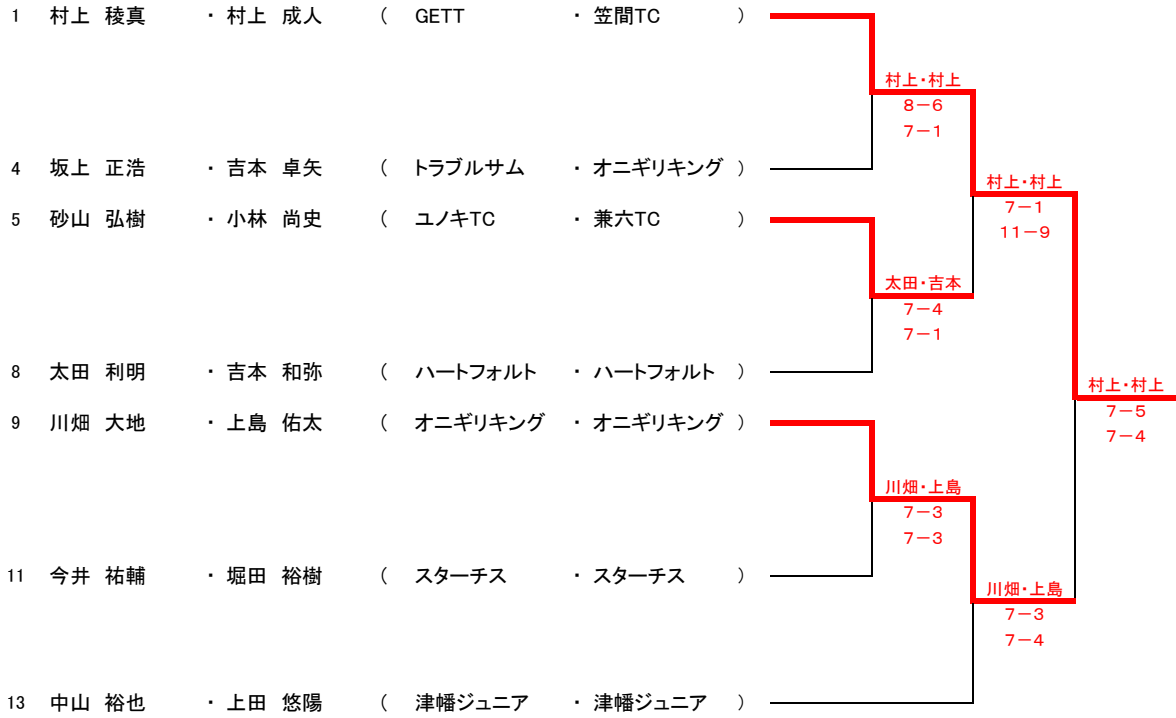 1 村上 稜真 ・ 村上 成人 ( GETT ・ 笠間TC )
村上・村上
8－6
7－1
4 坂上 正浩 ・ 吉本 卓矢 ( トラブルサム ・ オニギリキング )
村上・村上
7－1
11－9
5 砂山 弘樹 ・ 小林 尚史 ( ユノキTC ・ 兼六TC )
太田・吉本
7－4
7－1
8 太田 利明 ・ 吉本 和弥 ( ハートフォルト ・ ハートフォルト )
村上・村上
7－5
7－4
9 川畑 大地 ・ 上島 佑太 ( オニギリキング ・ オニギリキング )
川畑・上島
7－3
7－3
11 今井 祐輔 ・ 堀田 裕樹 ( スターチス ・ スターチス )
川畑・上島
7－3
7－4
13 中山 裕也 ・ 上田 悠陽 ( 津幡ジュニア ・ 津幡ジュニア )